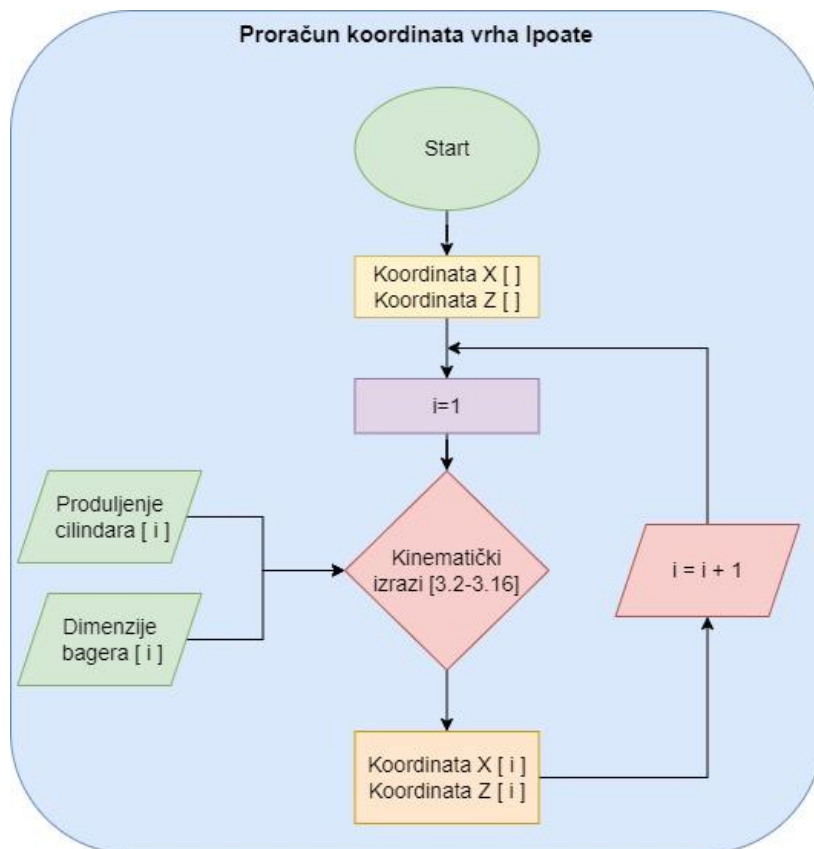 Proračun koordinata vrha lpoate
Start
Koordinata X [ ]
Koordinata Z [ ]
i=1
Produljenje
cilindara [ i ]
Kinematički
izrazi [3.2-3.16]
i = i + 1
Dimenzije
bagera [ i ]
Koordinata X [ i ]
Koordinata Z [ i ]